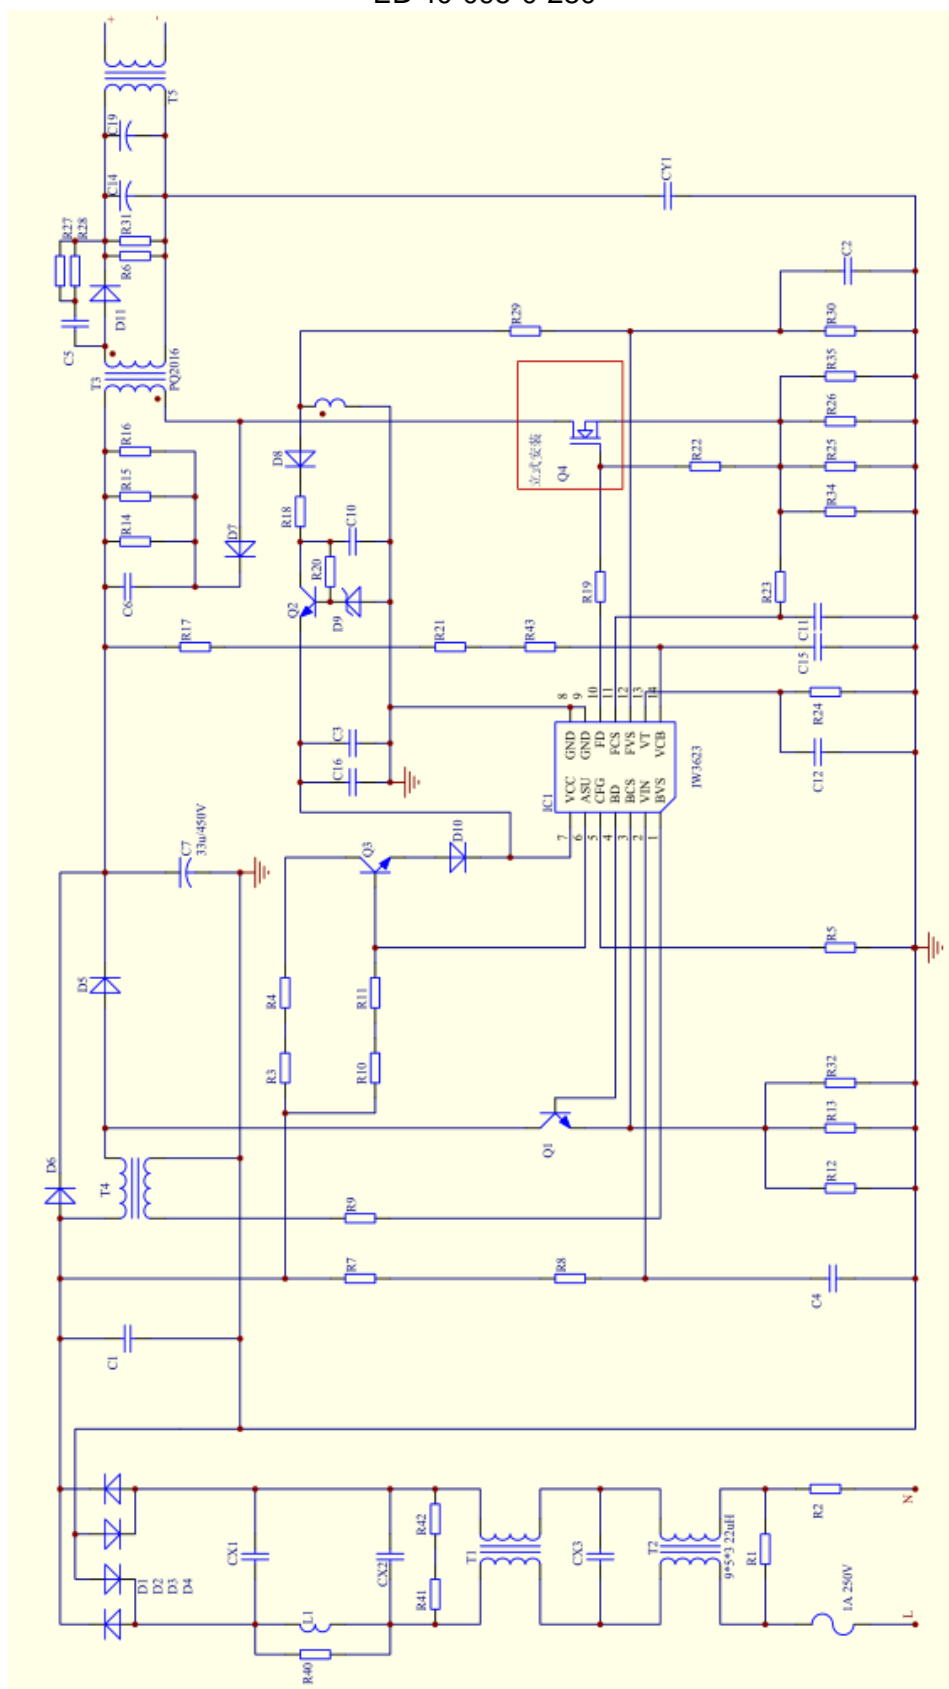 +
-
T5
C19
C14
R27
R28
R31
R6
D11
C5
CY1
C2
R29
R30
T3
PQ2016
R35
R16
立式安装
Q4
R26
D8
R15
R22
R25
R18
C10
R14
R34
D7
R20
C6
Q2
D9
R19
R23
C11
R17
R21
R43
C15
8
9
10
11
12
13
14
R24
C3
C16
GND
GND
FD
FCS
FVS
VT
VCB
C12
IC1
VCC
ASU
CFG
BD
BCS
VIN
BVS
IW3623
7
6
5
4
3
2
1
C7
33u/450V
Q3
D10
D5
R4
R11
R5
R3
R10
R32
Q1
R13
D6
T4
R12
R9
R7
R8
C4
C1
N
R2
CX1
R42
T1
CX3
T2
9*5*3 22uH
R1
D1
D2
D3
D4
CX2
R41
1A 250V
L1
L
R40